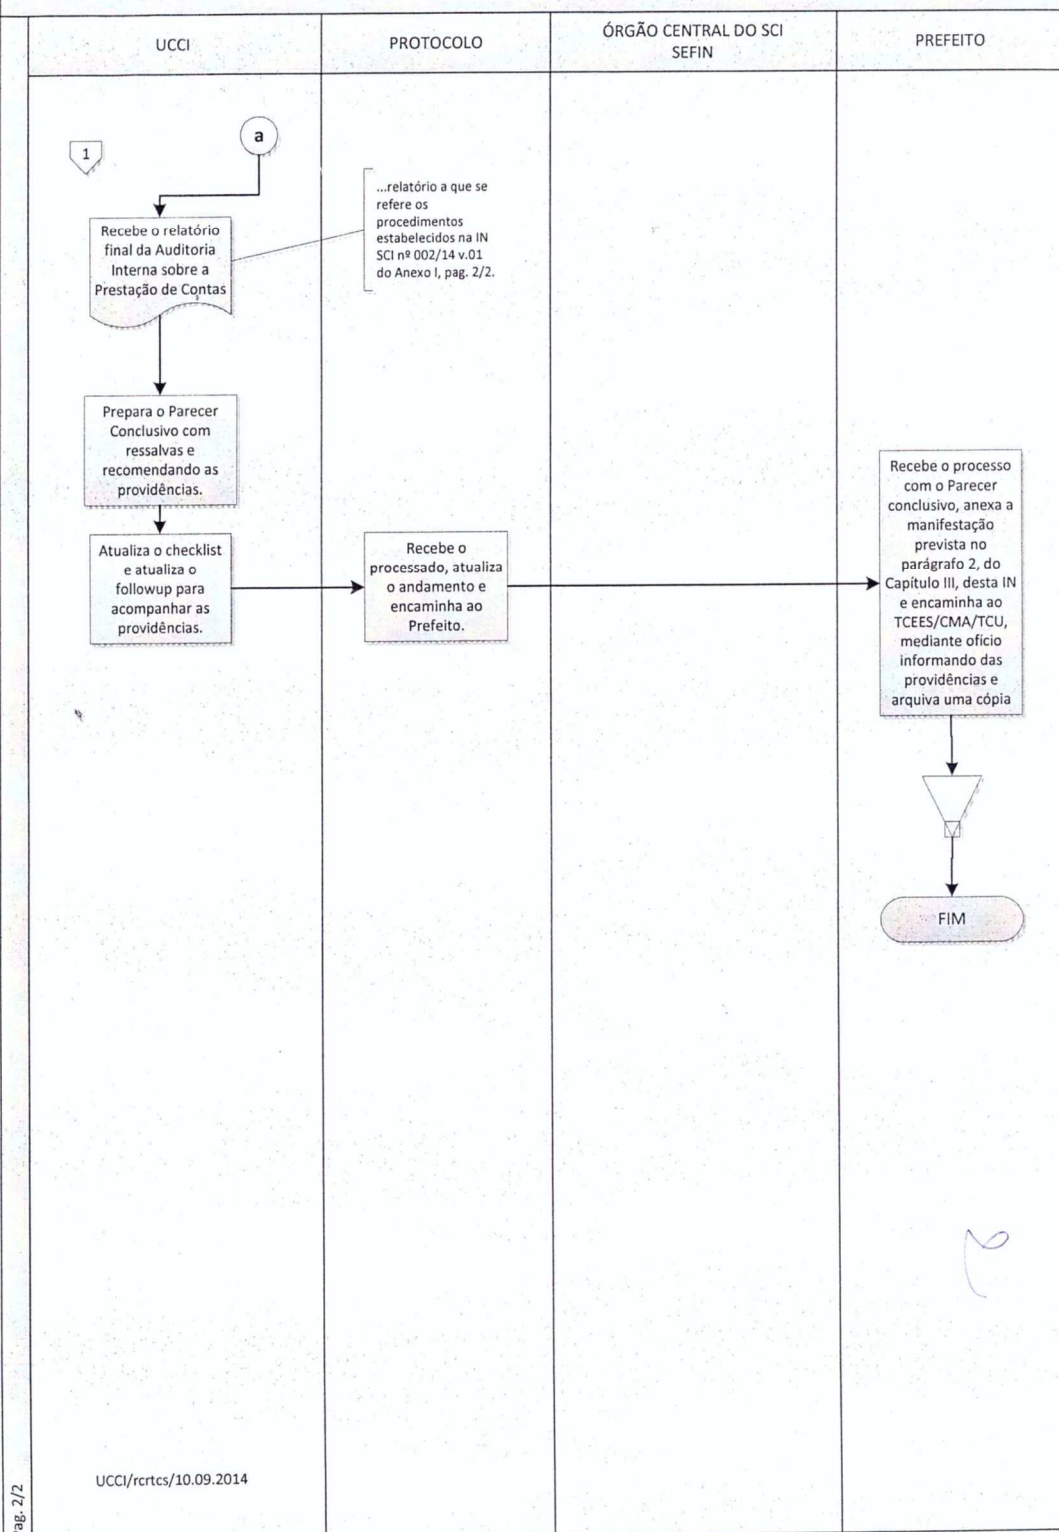 UCCI
PROTOCOLO
ÓRGÃO CENTRAL DO SCI
SEFIN
PREFEITO
1
a
Recebe o relatório
final da Auditoria
Interna sobre a
Prestação de Contas
...relatório a que se
refere os
procedimentos
estabelecidos na IN
SCI nº 002/14 v.01
do Anexo I, pag. 2/2.
Prepara o Parecer
Conclusivo com
ressalvas e
recomendando as
providências.
Atualiza o checklist
e atualiza o
followup para
acompanhar as
providências.
Recebe o
processado, atualiza
o andamento e
encaminha ao
Prefeito.
Recebe o processo
com o Parecer
conclusivo, anexa a
manifestação
prevista no
parágrafo 2, do
Capítulo III, desta IN
e encaminha ao
TCEES/CMA/TCU,
mediante ofício
informando das
providências e
arquiva uma cópia
FIM
UCCI/rcrtcs/10.09.2014
Pag. 2/2